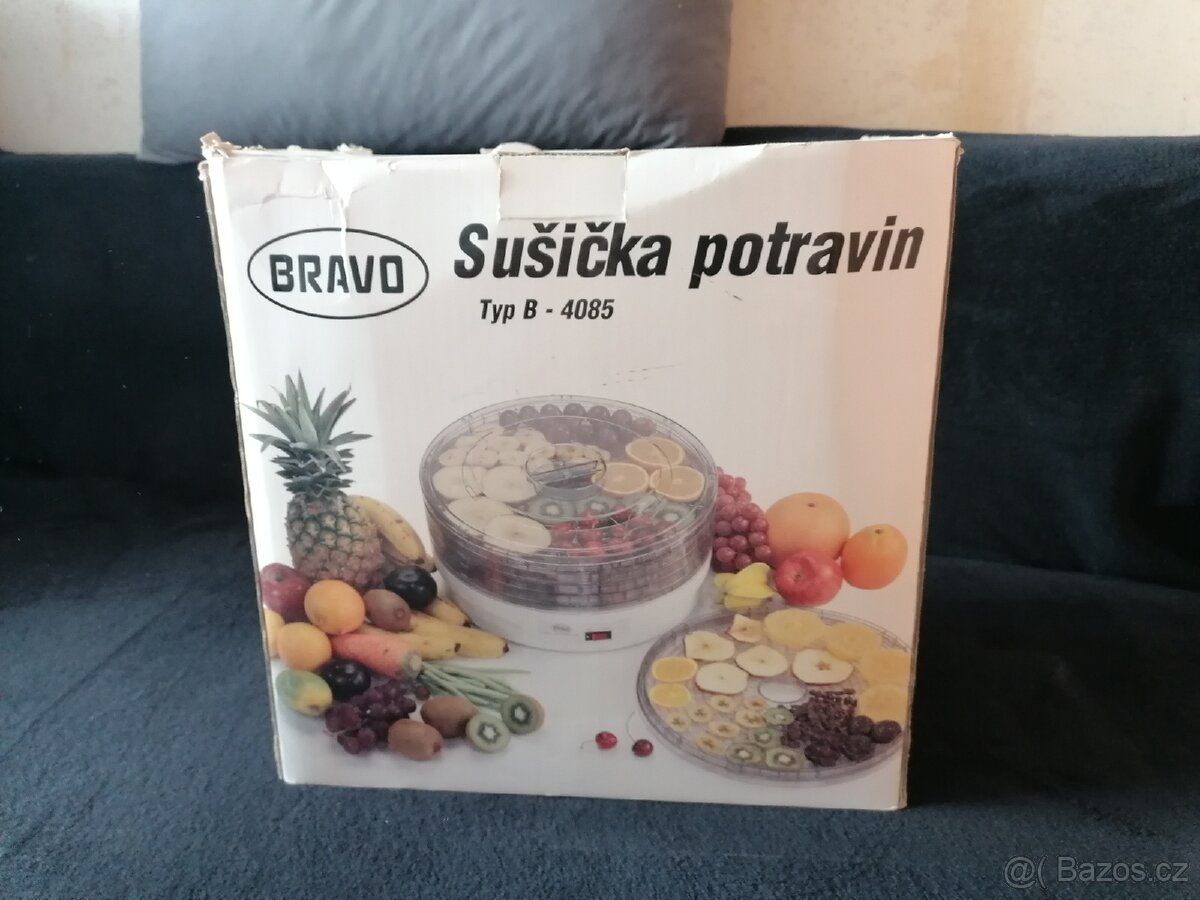 BRAVO
Sušička potravin
Typ B - 4085
@( Bazos.cz